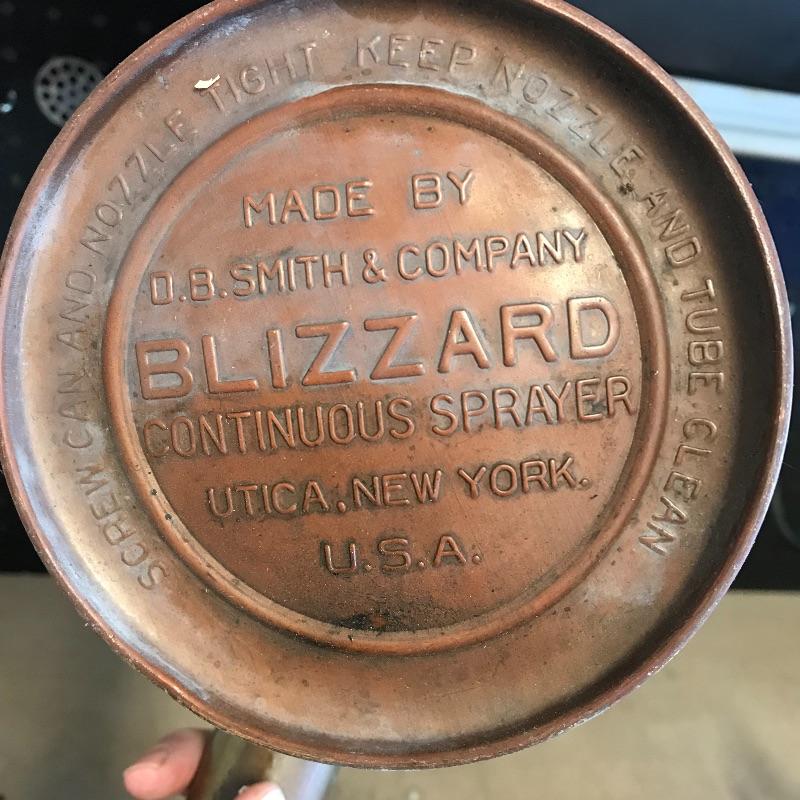 SCREW CAN AND NOZZLE TIGHT KEEP NOZZLE AND TUBE CLEAN
MADE BY
D.B. SMITH & COMPANY
BLIZZARD
CONTINUOUS SPRAYER
UTICA, NEW YORK.
U.S.A.